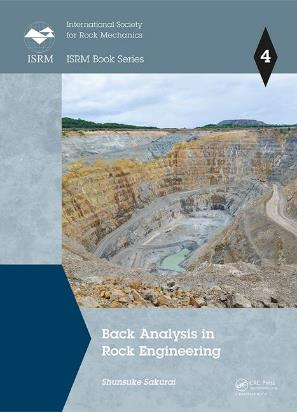 International Society
for Rock Mechanics
ISRM
ISRM Book Series
4
Back Analysis in
Rock Engineering
Shunsuke Sakurai
CRC Press